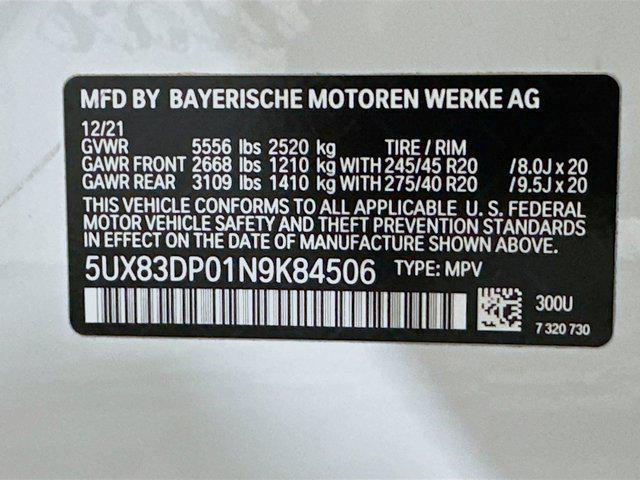 MFD BY BAYERISCHE MOTOREN WERKE AG
12/21
GVWR 5556 lbs 2520 kg TIRE / RIM
GAWR FRONT 2668 lbs 1210 kg WITH 245/45 R20 /8.0J x 20
GAWR REAR 3109 lbs 1410 kg WITH 275/40 R20 /9.5J x 20
THIS VEHICLE CONFORMS TO ALL APPLICABLE U. S. FEDERAL
MOTOR VEHICLE SAFETY AND THEFT PREVENTION STANDARDS
IN EFFECT ON THE DATE OF MANUFACTURE SHOWN ABOVE.
5UX83DP01N9K84506 TYPE: MPV
300U
7 320 730